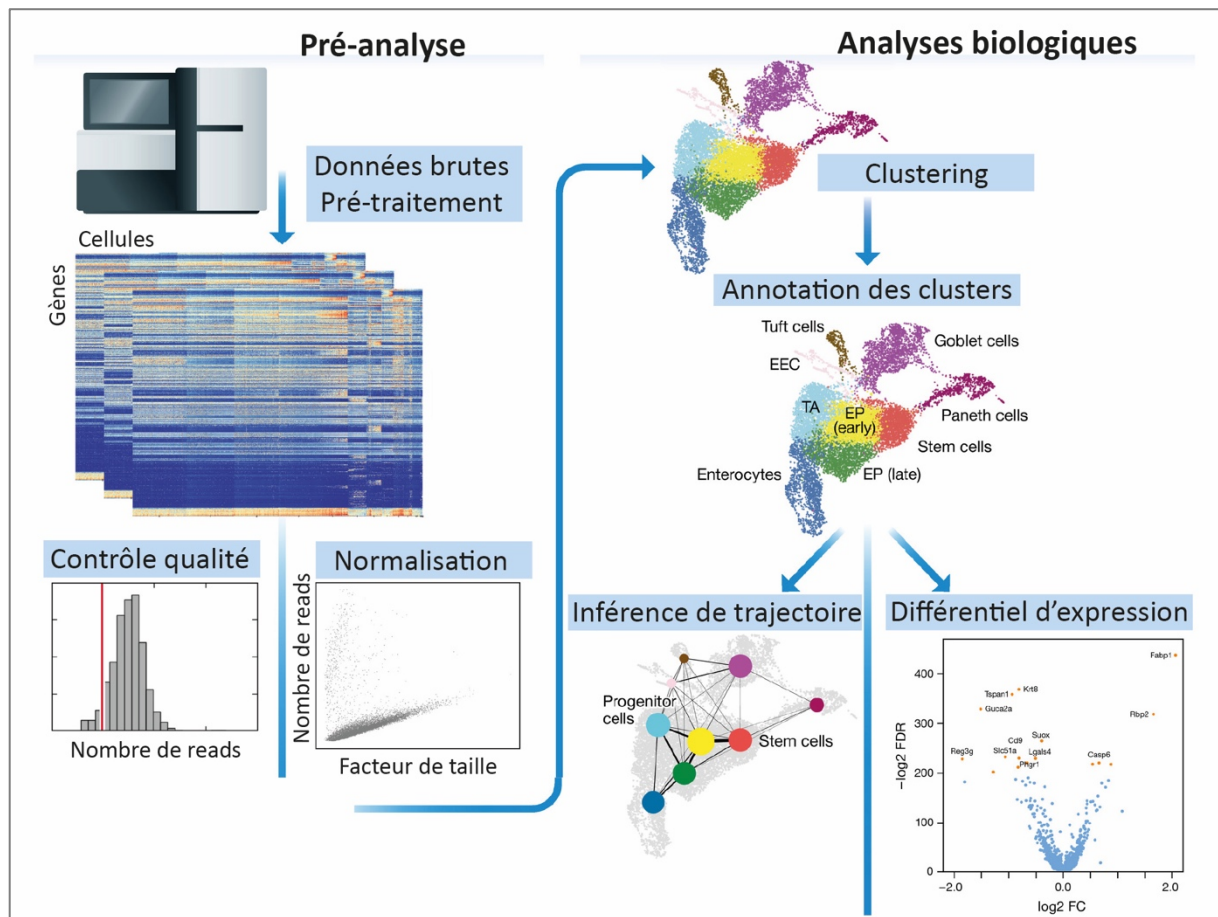 Pré-analyse
Données brutes
Pré-traitement
Cellules
Gènes
Contrôle qualité
Nombre de reads
Normalisation
Nombre de reads
Facteur de taille
Analyses biologiques
Clustering
Annotation des clusters
Tuft cells
Goblet cells
EEC
TA
EP
(early)
Paneth cells
Stem cells
Enterocytes
EP (late)
Inférence de trajectoire
Progenitor
cells
Stem cells
Différentiel d’expression
Fabp1
400
Tspan1
Krt8
Guca2a
Rbp2
300
Cd9
Suox
Reg3g
Slc51a
Lgals4
Casp6
Phgr1
200
100
0
−log2 FDR
−2.0
0.0
2.0
log2 FC